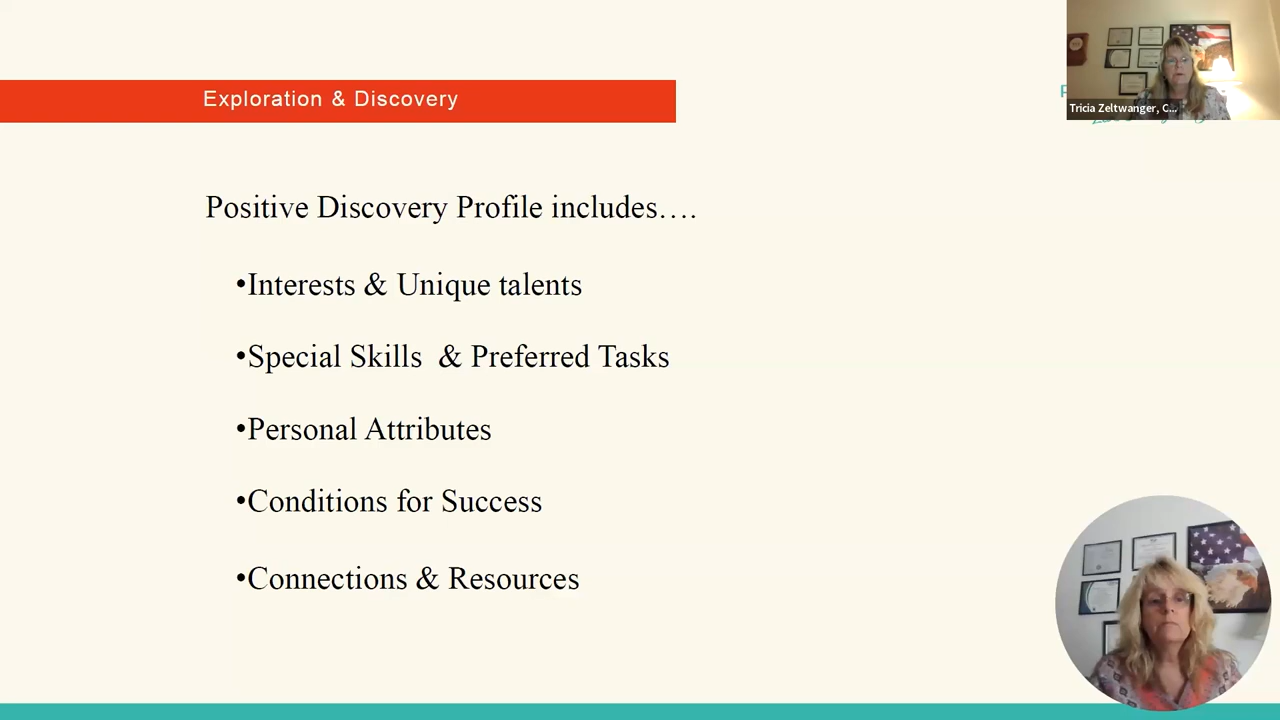 Exploration & Discovery
Tricia Zeltwanger, C...
Positive Discovery Profile includes….
•Interests & Unique talents
•Special Skills & Preferred Tasks
•Personal Attributes
•Conditions for Success
•Connections & Resources